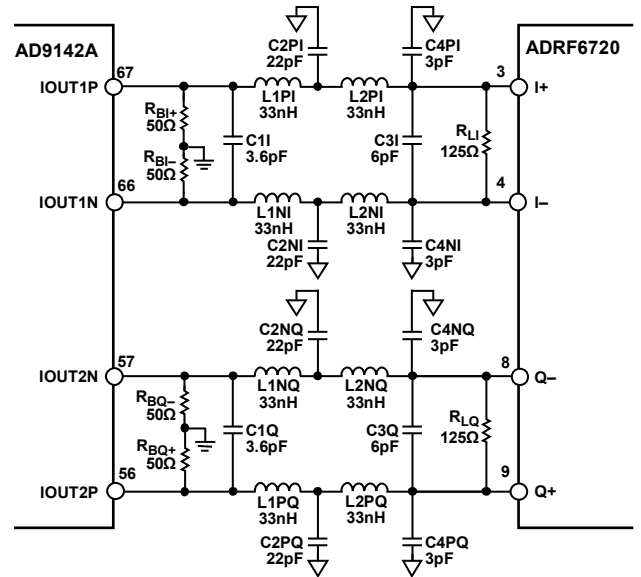 AD9142A
ADRF6720
C2PI
22pF
C4PI
3pF
67
IOUT1P
3
I+
RBI+
50Ω
L1PI
33nH
L2PI
33nH
C1I
3.6pF
C3I
6pF
RLI
125Ω
RBI–
50Ω
66
IOUT1N
4
I–
L1NI
33nH
L2NI
33nH
C2NI
22pF
C4NI
3pF
C2NQ
22pF
C4NQ
3pF
57
IOUT2N
8
Q–
RBQ–
50Ω
L1NQ
33nH
L2NQ
33nH
C1Q
3.6pF
C3Q
6pF
RLQ
125Ω
RBQ+
50Ω
56
IOUT2P
9
Q+
L1PQ
33nH
L2PQ
33nH
C2PQ
22pF
C4PQ
3pF